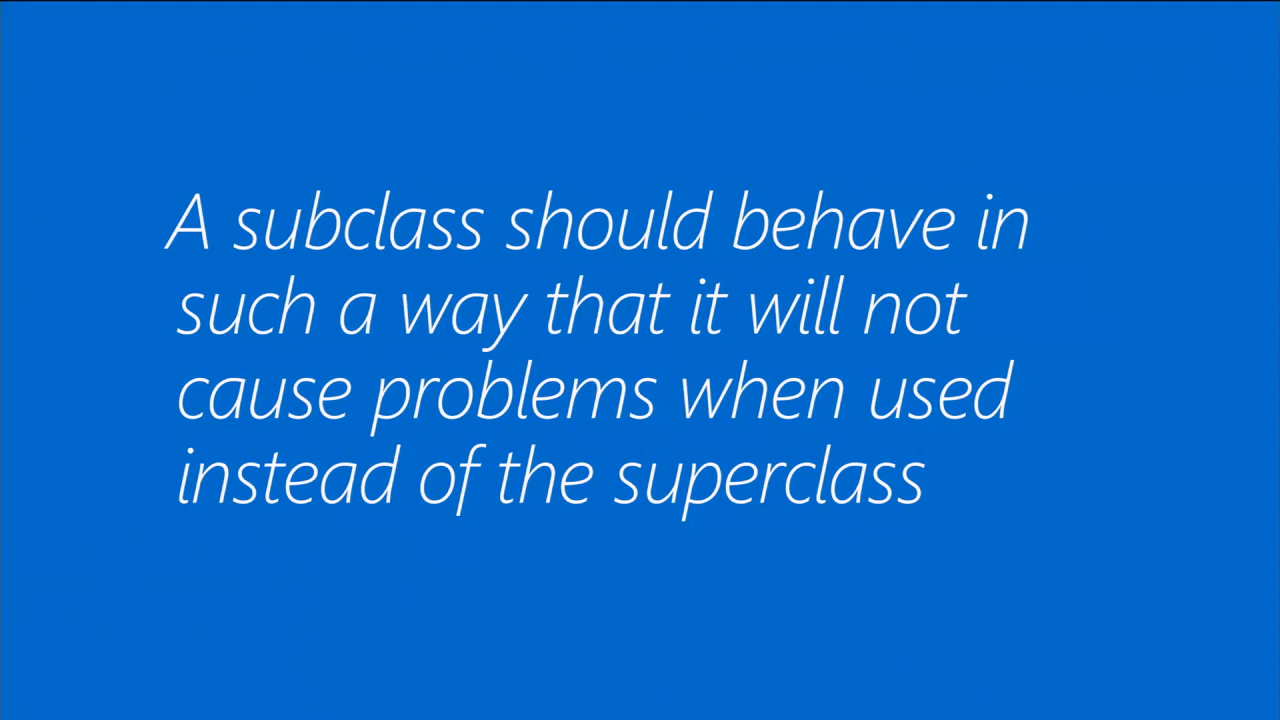 A subclass should behave in
such a way that it will not
cause problems when used
instead of the superclass